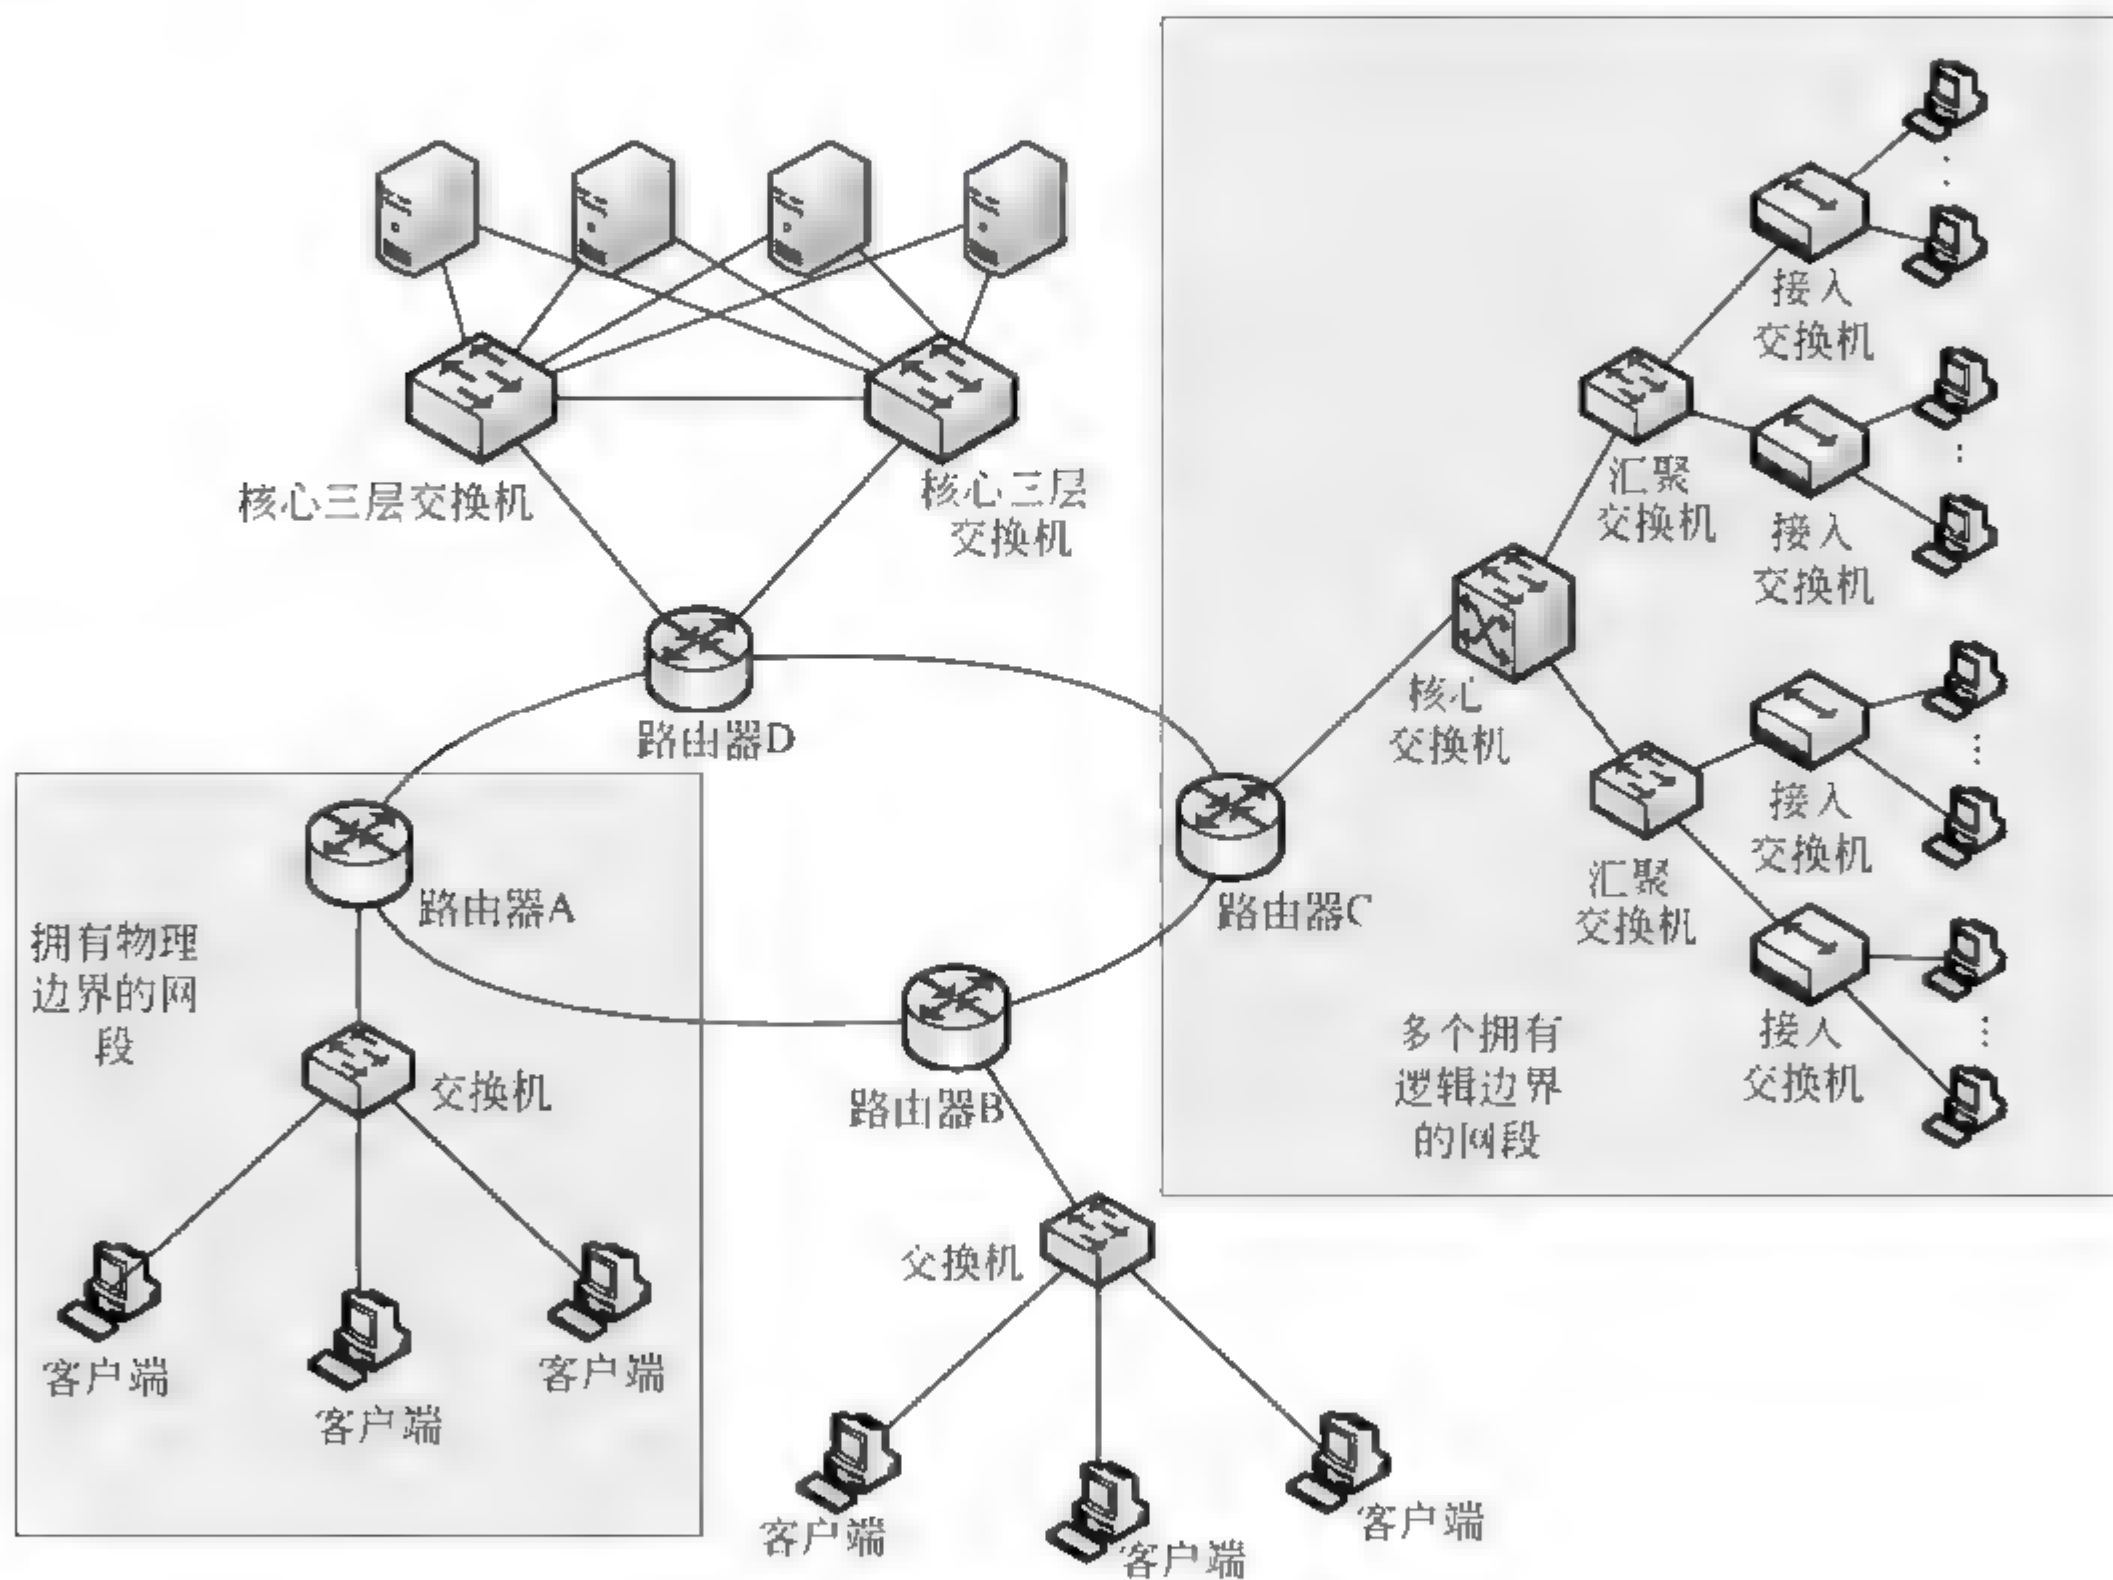 接入
交换机
核心三层交换机
核心三层
交换机
汇聚
交换机
接入
交换机
路由器D
核心
交换机
接入
交换机
路由器A
路由器C
汇聚
交换机
拥有物理
边界的网
段
接入
交换机
多个拥有
逻辑边界
的网段
交换机
路由器B
交换机
客户端
客户端
客户端
客户端
客户端
客户端